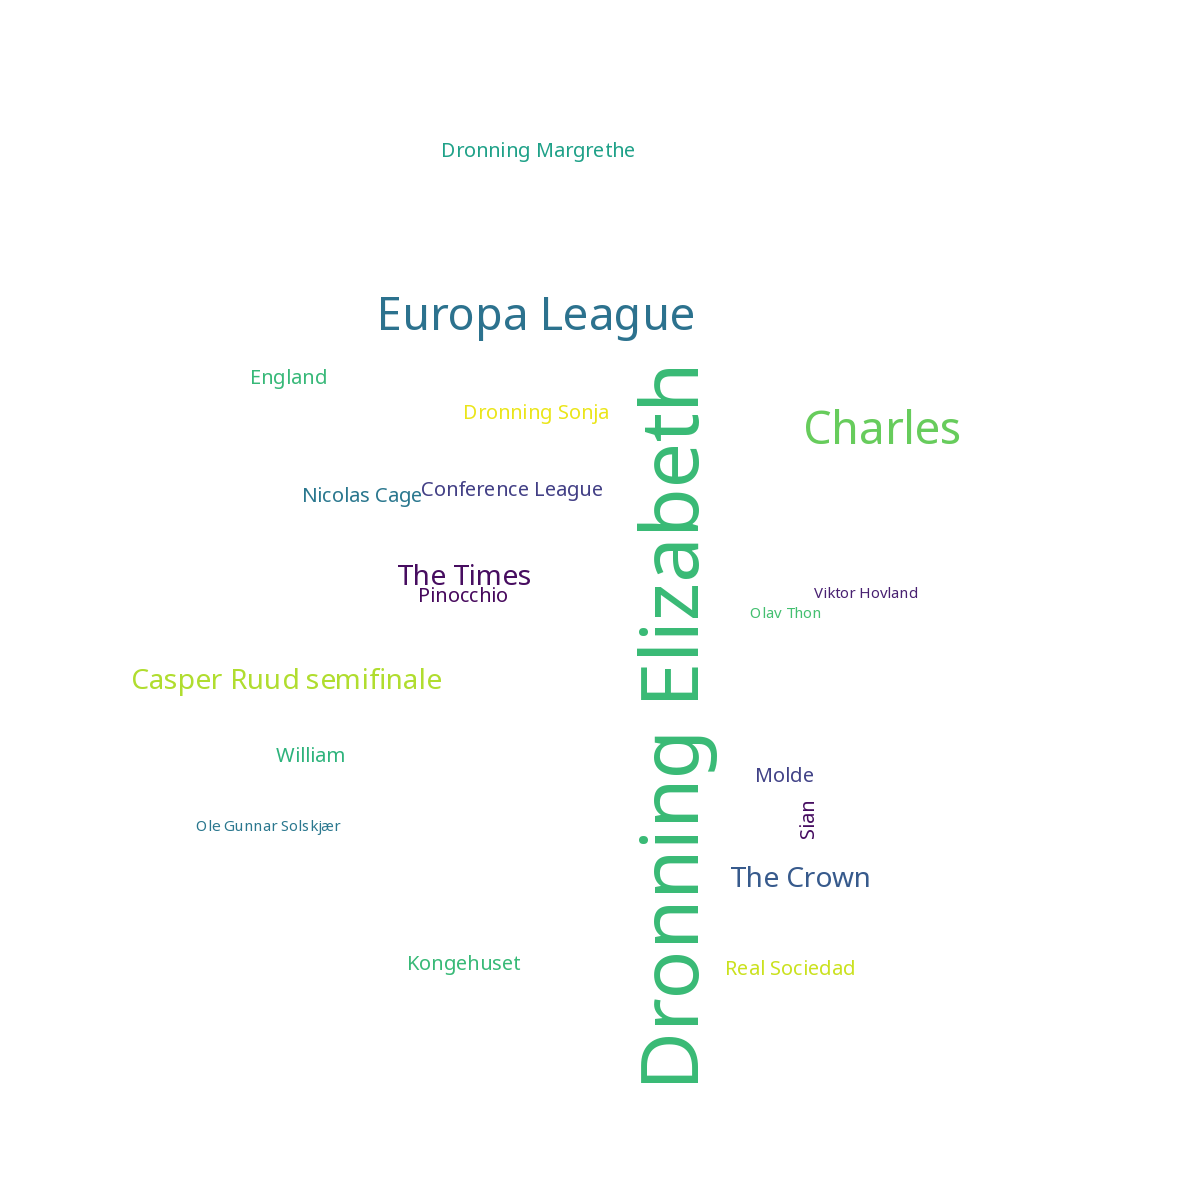 Dronning Margrethe
Europa League
England
Dronning Sonja
Charles
Dronning Elizabeth
Nicolas Cage
Conference League
The Times
Pinocchio
Viktor Hovland
Olav Thon
Casper Ruud semifinale
William
Molde
Sian
Ole Gunnar Solskjær
The Crown
Kongehuset
Real Sociedad